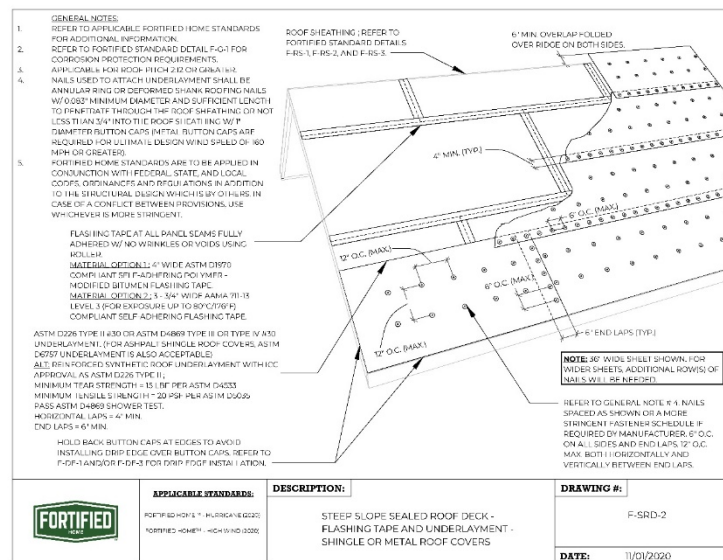 GENERAL NOTES:
1. REFER TO APPLICABLE FORTIFIED HOME STANDARDS
FOR ADDITIONAL INFORMATION.
2. REFER TO FORTIFIED STANDARD DETAIL F-G-1 FOR
CORROSION PROTECTION REQUIREMENTS.
3. APPLICABLE FOR ROOF PITCH 2:12 OR GREATER.
4. NAILS USED TO ATTACH UNDERLAYMENT SHALL BE
ANNULAR RING OR DEFORMED SHANK ROOFING NAILS
W/ 0.083" MINIMUM DIAMETER AND SUFFICIENT LENGTH
TO PENETRATE THROUGH THE ROOF SHEATHING OR NOT
LESS THAN 3/4" INTO THE ROOF SHEATHING W/ 1"
DIAMETER BUTTON CAPS (METAL BUTTON CAPS ARE
REQUIRED FOR ULTIMATE DESIGN WIND SPEED OF 160
MPH OR GREATER).
5. FORTIFIED HOME STANDARDS ARE TO BE APPLIED IN
CONJUNCTION WITH FEDERAL, STATE, AND LOCAL
CODES, ORDINANCES AND REGULATIONS IN ADDITION
TO THE STRUCTURAL DESIGN WHICH IS BY OTHERS. IN
CASE OF A CONFLICT BETWEEN PROVISIONS, USE
WHICHEVER IS MORE STRINGENT.
ROOF SHEATHING ; REFER TO
FORTIFIED STANDARD DETAILS
F-RS-1, F-RS-2, AND F-RS-3.
6" MIN. OVERLAP FOLDED
OVER RIDGE ON BOTH SIDES.
4" MIN. (TYP.)
6" O.C. (MAX.)
12" O.C. (MAX.)
6" O.C. (MAX.)
12" O.C. (MAX.)
6" END LAPS (TYP.)
FLASHING TAPE AT ALL PANEL SEAMS FULLY
ADHERED W/ NO WRINKLES OR VOIDS USING
ROLLER.
MATERIAL OPTION 1: 4" WIDE ASTM D1970
COMPLIANT SELF-ADHERING POLYMER -
MODIFIED BITUMEN FLASHING TAPE.
MATERIAL OPTION 2: 3 - 3/4" WIDE AAMA 711-13
LEVEL 3 (FOR EXPOSURE UP TO 80°C/176°F)
COMPLIANT SELF-ADHERING FLASHING TAPE.
ASTM D226 TYPE II #30 OR ASTM D4869 TYPE III OR TYPE IV #30
UNDERLAYMENT. (FOR ASPHALT SHINGLE ROOF COVERS, ASTM
D6757 UNDERLAYMENT IS ALSO ACCEPTABLE)
ALT: REINFORCED SYNTHETIC ROOF UNDERLAYMENT WITH ICC
APPROVAL AS ASTM D226 TYPE II ;
MINIMUM TEAR STRENGTH = 15 LBF PER ASTM D4533
MINIMUM TENSILE STRENGTH = 20 PSF PER ASTM D5035
PASS ASTM D4869 SHOWER TEST.
HORIZONTAL LAPS = 4" MIN.
END LAPS = 6" MIN.
HOLD BACK BUTTON CAPS AT EDGES TO AVOID
INSTALLING DRIP EDGE OVER BUTTON CAPS. REFER TO
F-DE-1 AND/OR F-DE-3 FOR DRIP EDGE INSTALLATION.
NOTE: 36" WIDE SHEET SHOWN. FOR
WIDER SHEETS, ADDITIONAL ROW(S) OF
NAILS WILL BE NEEDED.
REFER TO GENERAL NOTE # 4. NAILS
SPACED AS SHOWN OR A MORE
STRINGENT FASTENER SCHEDULE IF
REQUIRED BY MANUFACTURER. 6" O.C.
ON ALL SIDES AND END LAPS. 12" O.C.
MAX. BOTH HORIZONTALLY AND
VERTICALLY BETWEEN END LAPS.
FORTIFIED
HOME
APPLICABLE STANDARDS:
FORTIFIED HOME™ - HURRICANE (2020)
FORTIFIED HOME™ - HIGH WIND (2020)
DESCRIPTION:
STEEP SLOPE SEALED ROOF DECK -
FLASHING TAPE AND UNDERLAYMENT -
SHINGLE OR METAL ROOF COVERS
DRAWING #:
F-SRD-2
DATE: 11/01/2020